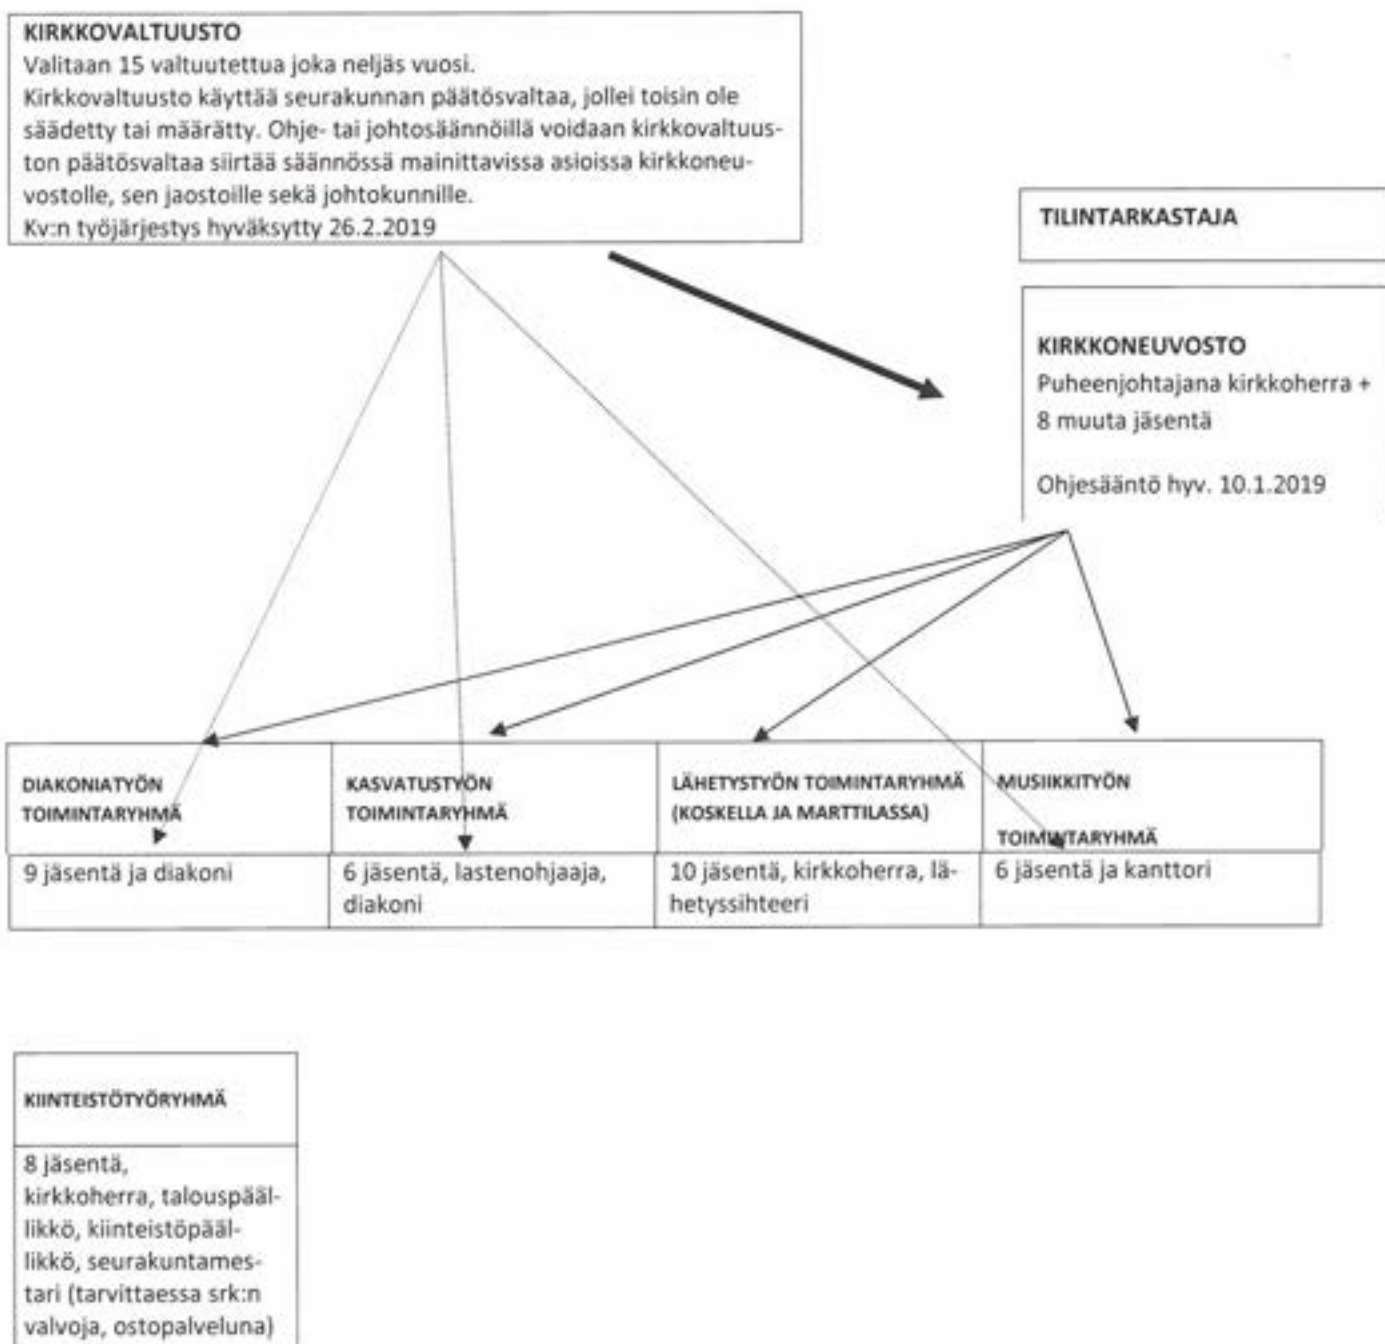 KIRKKOVALTUUSTO
Valitaan 15 valtuutettua joka neljäs vuosi.
Kirkkovaltuusto käyttää seurakunnan päätösvaltaa, jollei toisin ole
säädetty tai määrätty. Ohje- tai johtosäännöillä voidaan kirkkovaltuus-
ton päätösvaltaa siirtää säännössä mainittavissa asioissa kirkkoneu-
vostolle, sen jaostoille sekä johtokunnille.
Kv:n työjärjestys hyväksytty 26.2.2019
TILINTARKASTAJA
KIRKKONEUVOSTO
Puheenjohtajana kirkkoherra +
8 muuta jäsentä
Ohjesääntö hyv. 10.1.2019
DIAKONIATYÖN
TOIMINTARYHMÄ
9 jäsentä ja diakoni
KASVATUSTYÖN
TOIMINTARYHMÄ
6 jäsentä, lastenohjaaja,
diakoni
LÄHETYSTYÖN TOIMINTARYHMÄ
(KOSKELLA JA MARTTILASSA)
10 jäsentä, kirkkoherra, lä-
hetyssihteeri
MUSIIKKITYÖN
TOIMINTARYHMÄ
6 jäsentä ja kanttori
KIINTEISTÖTYÖRYHMÄ
8 jäsentä,
kirkkoherra, talouspääl-
likkö, kiinteistöpääl-
likkö, seurakuntames-
tari (tarvittaessa srk:n
valvoja, ostopalveluna)